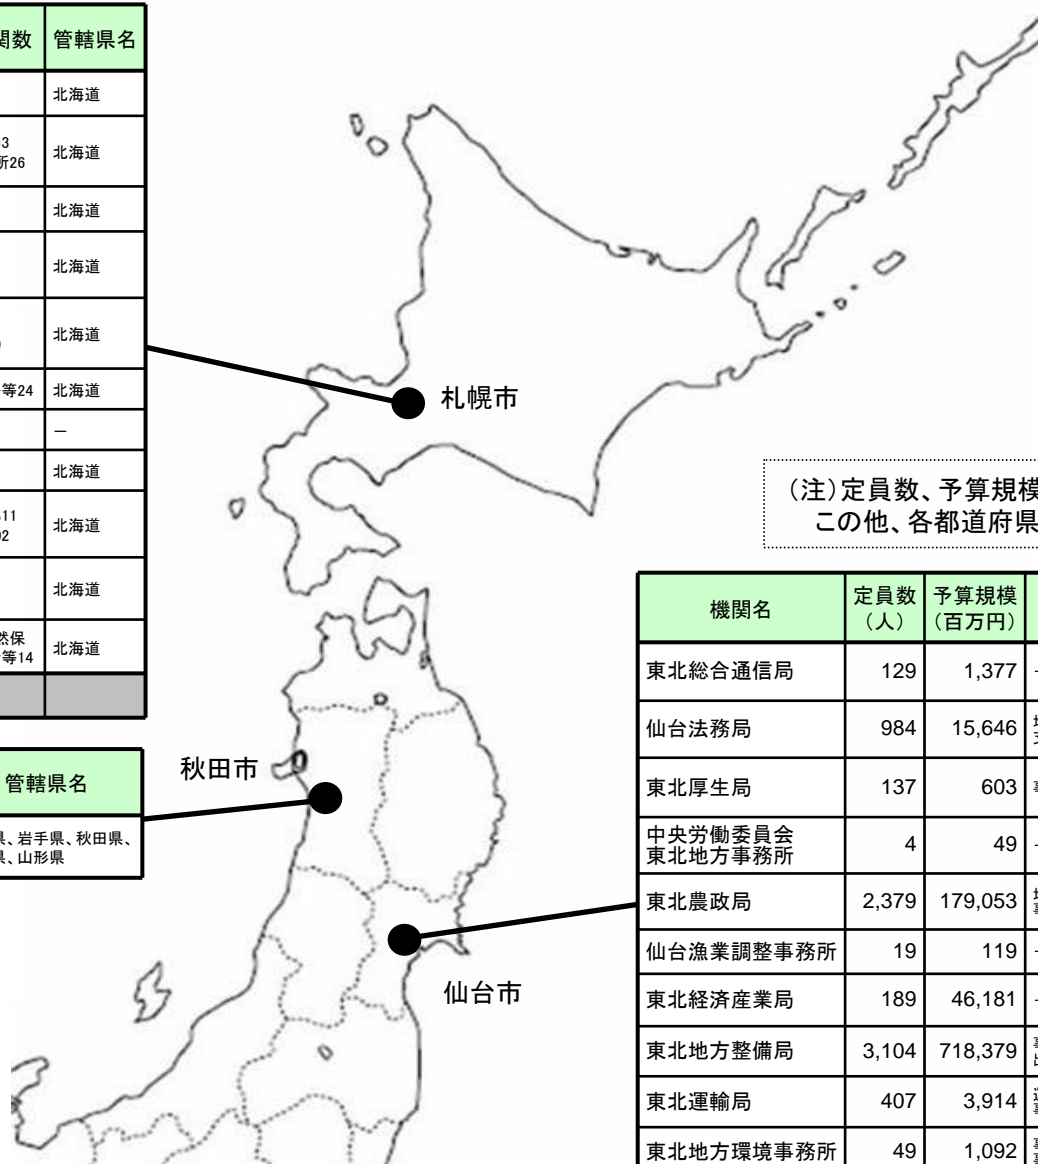 関数 管轄県名
北海道
3
所26 北海道
北海道
北海道
北海道
等24 北海道
－
北海道
11
02 北海道
北海道
然保
等14 北海道
札幌市
（注）定員数、予算規模
この他、各都道府県
管轄県名
県、岩手県、秋田県、
県、山形県
秋田市
仙台市
機関名 定員数（人） 予算規模（百万円）
東北総合通信局 129 1,377
仙台法務局 984 15,646
東北厚生局 137 603
中央労働委員会
東北地方事務所 4 49
東北農政局 2,379 179,053
仙台漁業調整事務所 19 119
東北経済産業局 189 46,181
東北地方整備局 3,104 718,379
東北運輸局 407 3,914
東北地方環境事務所 49 1,092